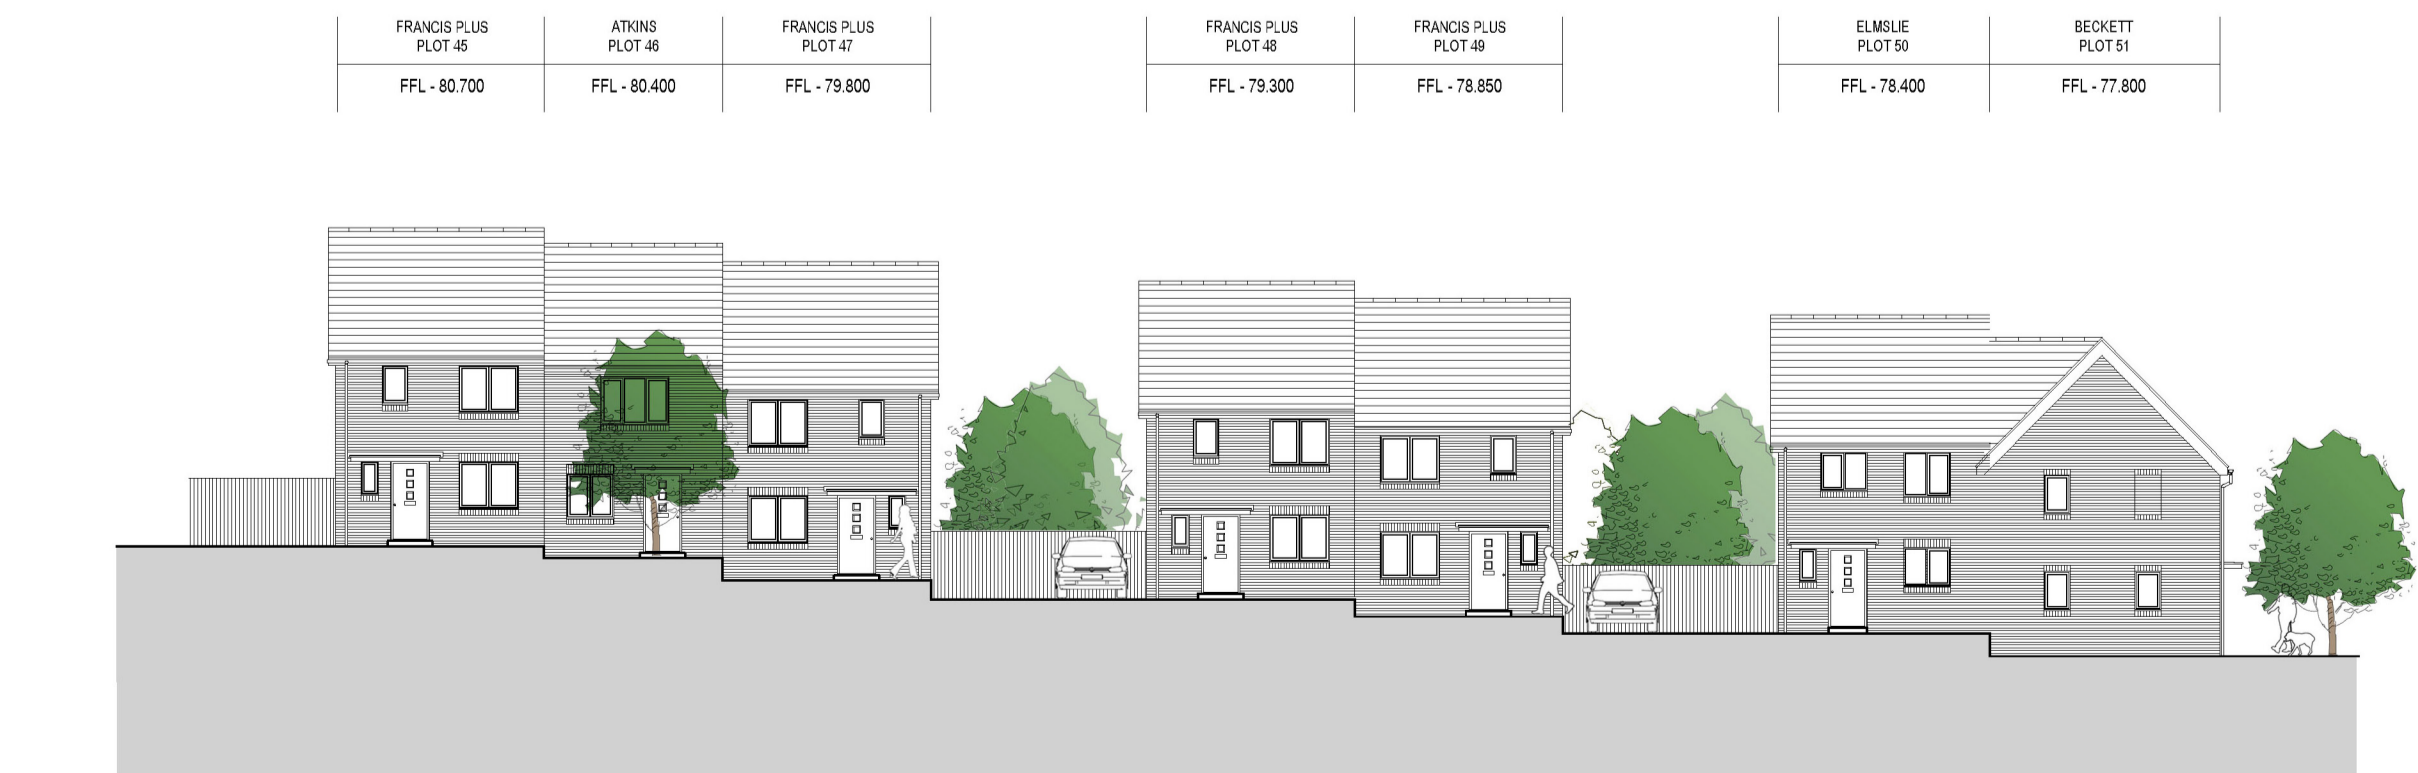 FRANCIS PLUS
PLOT 45
FFL - 80.700
ATKINS
PLOT 46
FFL - 80.400
FRANCIS PLUS
PLOT 47
FFL - 79.800
FRANCIS PLUS
PLOT 48
FFL - 79.300
FRANCIS PLUS
PLOT 49
FFL - 78.850
ELMSLIE
PLOT 50
FFL - 78.400
BECKETT
PLOT 51
FFL - 77.800